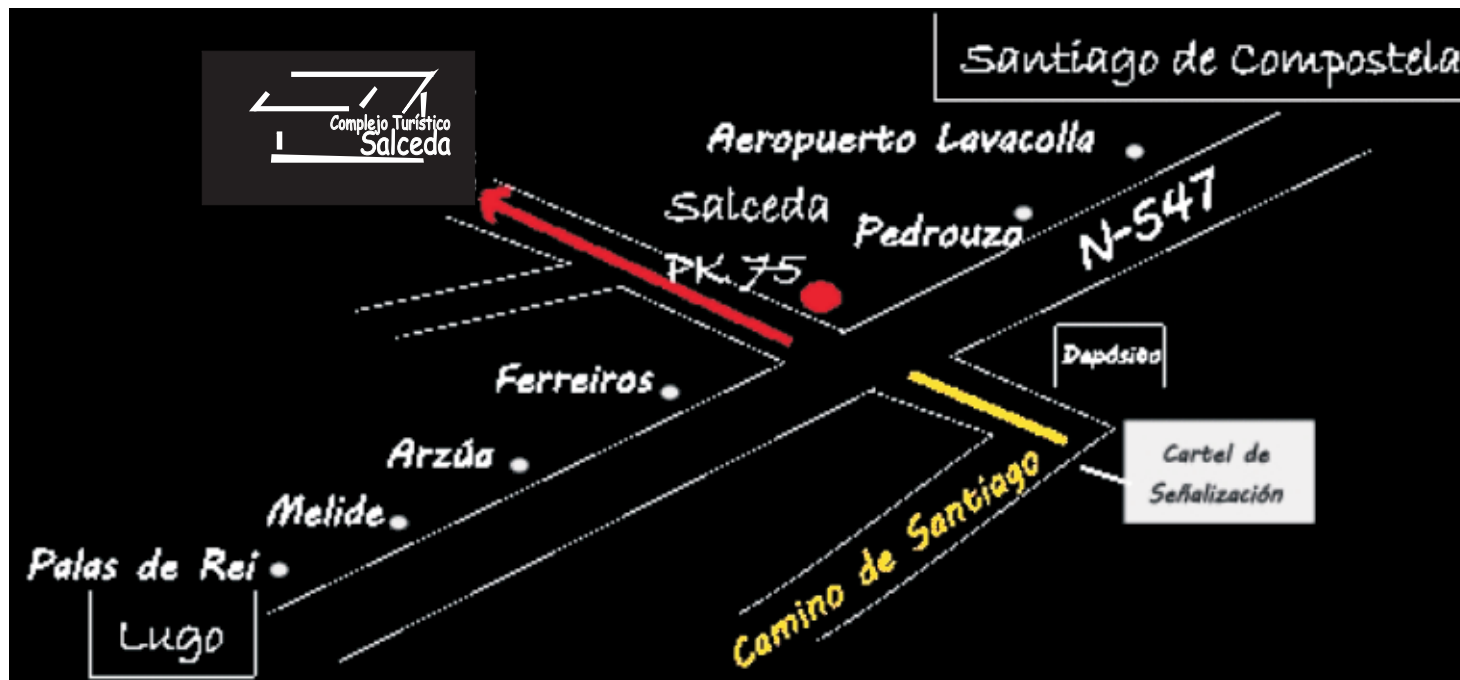 Santiago de Compostela
Complejo Turístico
Salceda
Aeropuerto Lavacolla
Salceda
Pedrouzo
N-547
PK. 75
Depósito
Ferreiros
Arzúa
Cartel de
Señalización
Camino de Santiago
Melide
Palas de Rei
Lugo